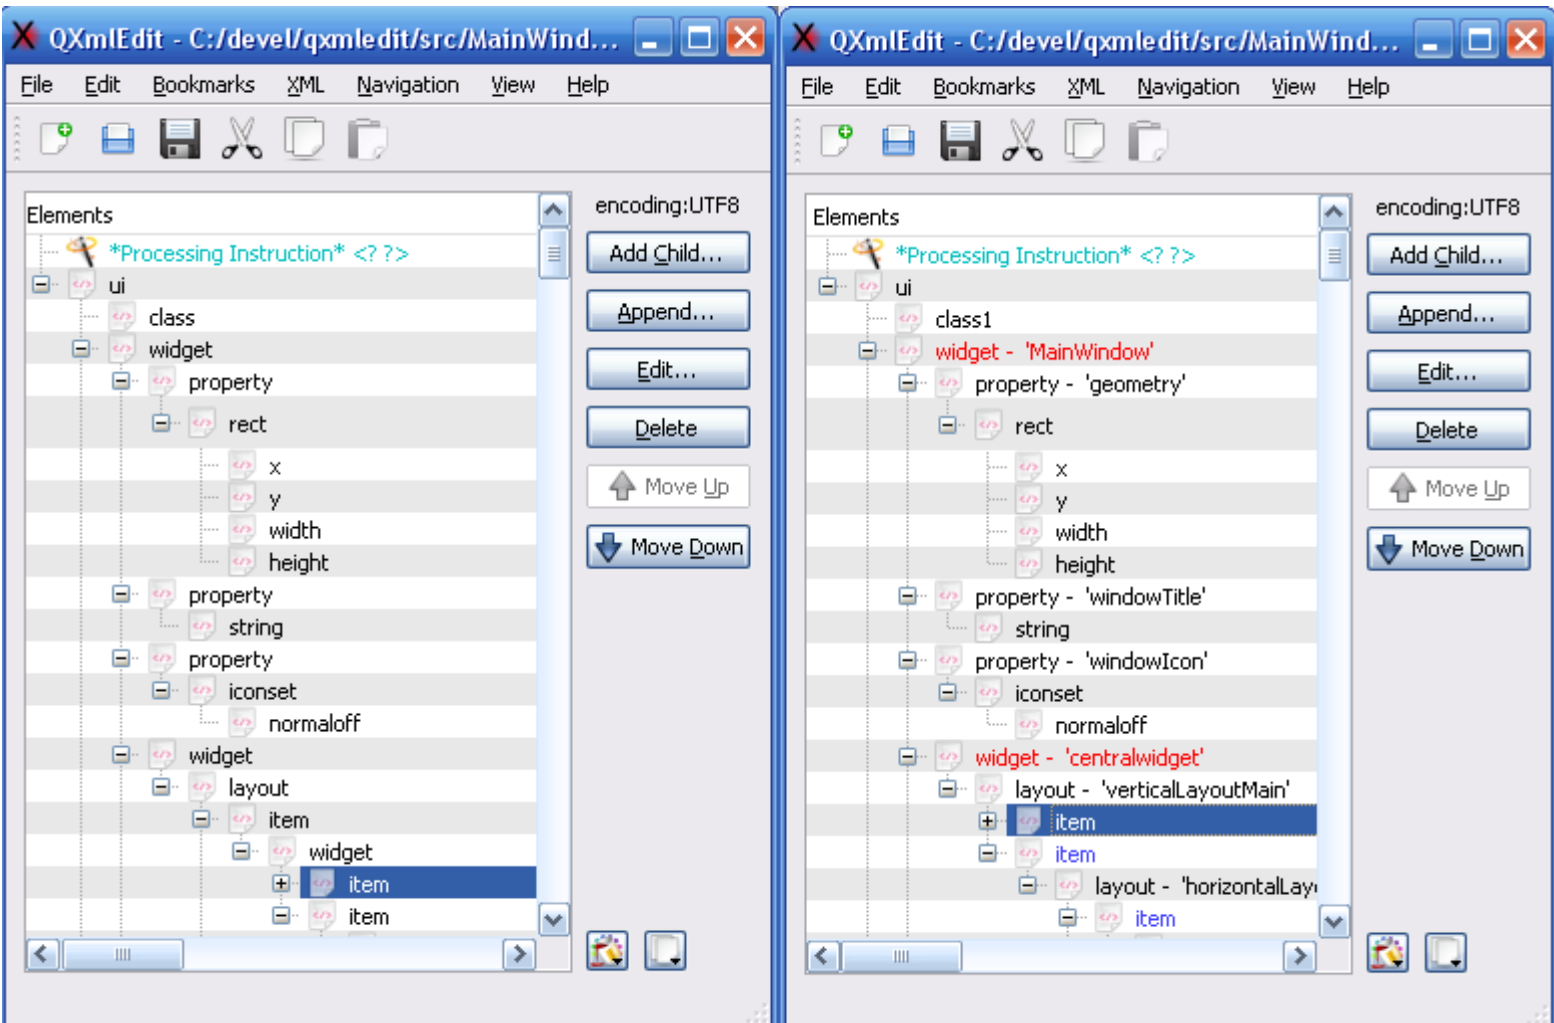 QXmlEdit - C:/devel/qxmledit/src/MainWind...
File Edit Bookmarks XML Navigation View Help
Elements
*Processing Instruction* <? ?>
ui
class
widget
property
rect
x
y
width
height
property
string
property
iconset
normaloff
widget
layout
item
widget
item
item
encoding:UTF8
Add Child...
Append...
Edit...
Delete
Move Up
Move Down
QXmlEdit - C:/devel/qxmledit/src/MainWind...
File Edit Bookmarks XML Navigation View Help
Elements
*Processing Instruction* <? ?>
ui
class1
widget - 'MainWindow'
property - 'geometry'
rect
x
y
width
height
property - 'windowTitle'
string
property - 'windowIcon'
iconset
normaloff
widget - 'centralwidget'
layout - 'verticalLayoutMain'
item
item
layout - 'horizontalLay
item
encoding:UTF8
Add Child...
Append...
Edit...
Delete
Move Up
Move Down